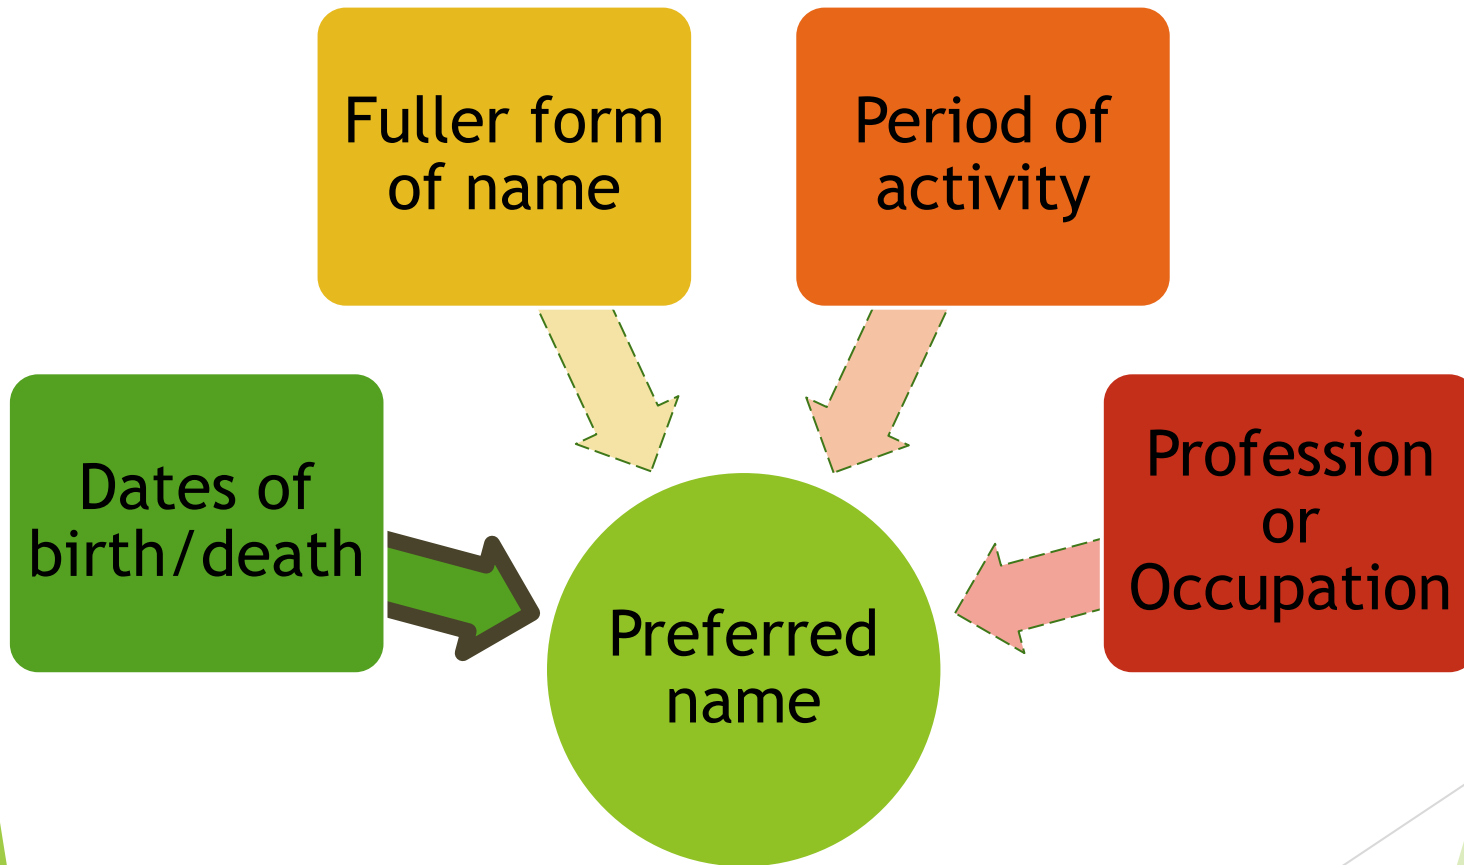 Fuller form
of name
Period of
activity
Dates of
birth/death
Profession
or
Occupation
Preferred
name